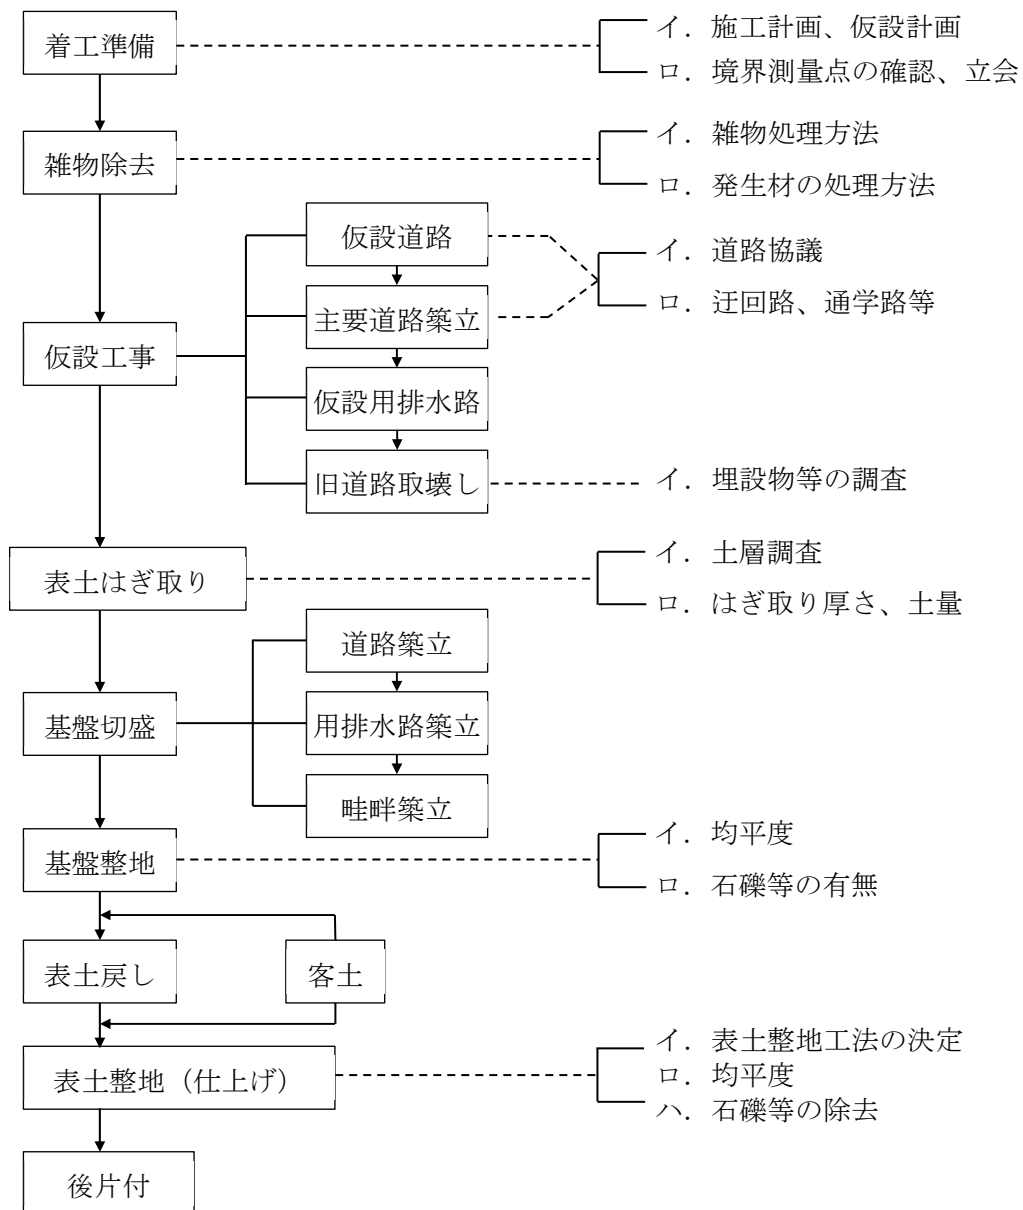 着工準備
イ．施工計画、仮設計画
ロ．境界測量点の確認、立会
雑物除去
イ．雑物処理方法
ロ．発生材の処理方法
仮設工事
仮設道路
主要道路築立
イ．道路協議
ロ．迂回路、通学路等
仮設用排水路
旧道路取壊し
イ．埋設物等の調査
表土はぎ取り
イ．土層調査
ロ．はぎ取り厚さ、土量
基盤切盛
道路築立
用排水路築立
畦畔築立
基盤整地
イ．均平度
ロ．石礫等の有無
表土戻し
客土
表土整地（仕上げ）
イ．表土整地工法の決定
ロ．均平度
ハ．石礫等の除去
後片付